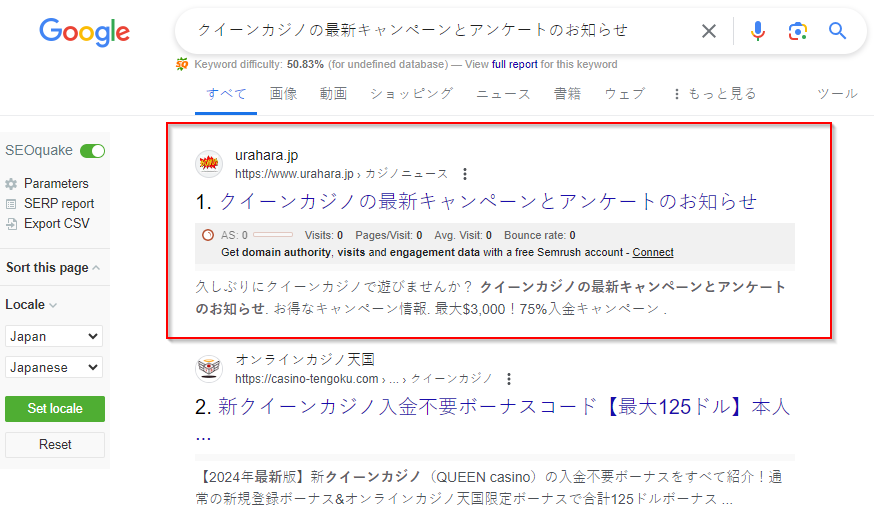 Google
クイーンカジノの最新キャンペーンとアンケートのお知らせ
Keyword difficulty: 50.83% (for undefined database) — View full report for this keyword
すべて 画像 動画 ショッピング ニュース 書籍 ウェブ もっと見る ツール
SEOquake
Parameters
SERP report
Export CSV
Sort this page
Locale
Japan
Japanese
Set locale
Reset
urahara.jp
https://www.urahara.jp › カジノニュース
1. クイーンカジノの最新キャンペーンとアンケートのお知らせ
AS: 0 Visits: 0 Pages/Visit: 0 Avg. Visit: 0 Bounce rate: 0
Get domain authority, visits and engagement data with a free Semrush account - Connect
久しぶりにクイーンカジノで遊びませんか？ クイーンカジノの最新キャンペーンとアンケート
のお知らせ. お得なキャンペーン情報. 最大$3,000！75%入金キャンペーン .
オンラインカジノ天国
https://casino-tengoku.com › ... › クイーンカジノ
2. 新クイーンカジノ入金不要ボーナスコード【最大125ドル】本人
...
【2024年最新版】新クイーンカジノ（QUEEN casino）の入金不要ボーナスをすべて紹介！通
常の新規登録ボーナス&オンラインカジノ天国限定ボーナスで合計125ドルボーナス ...